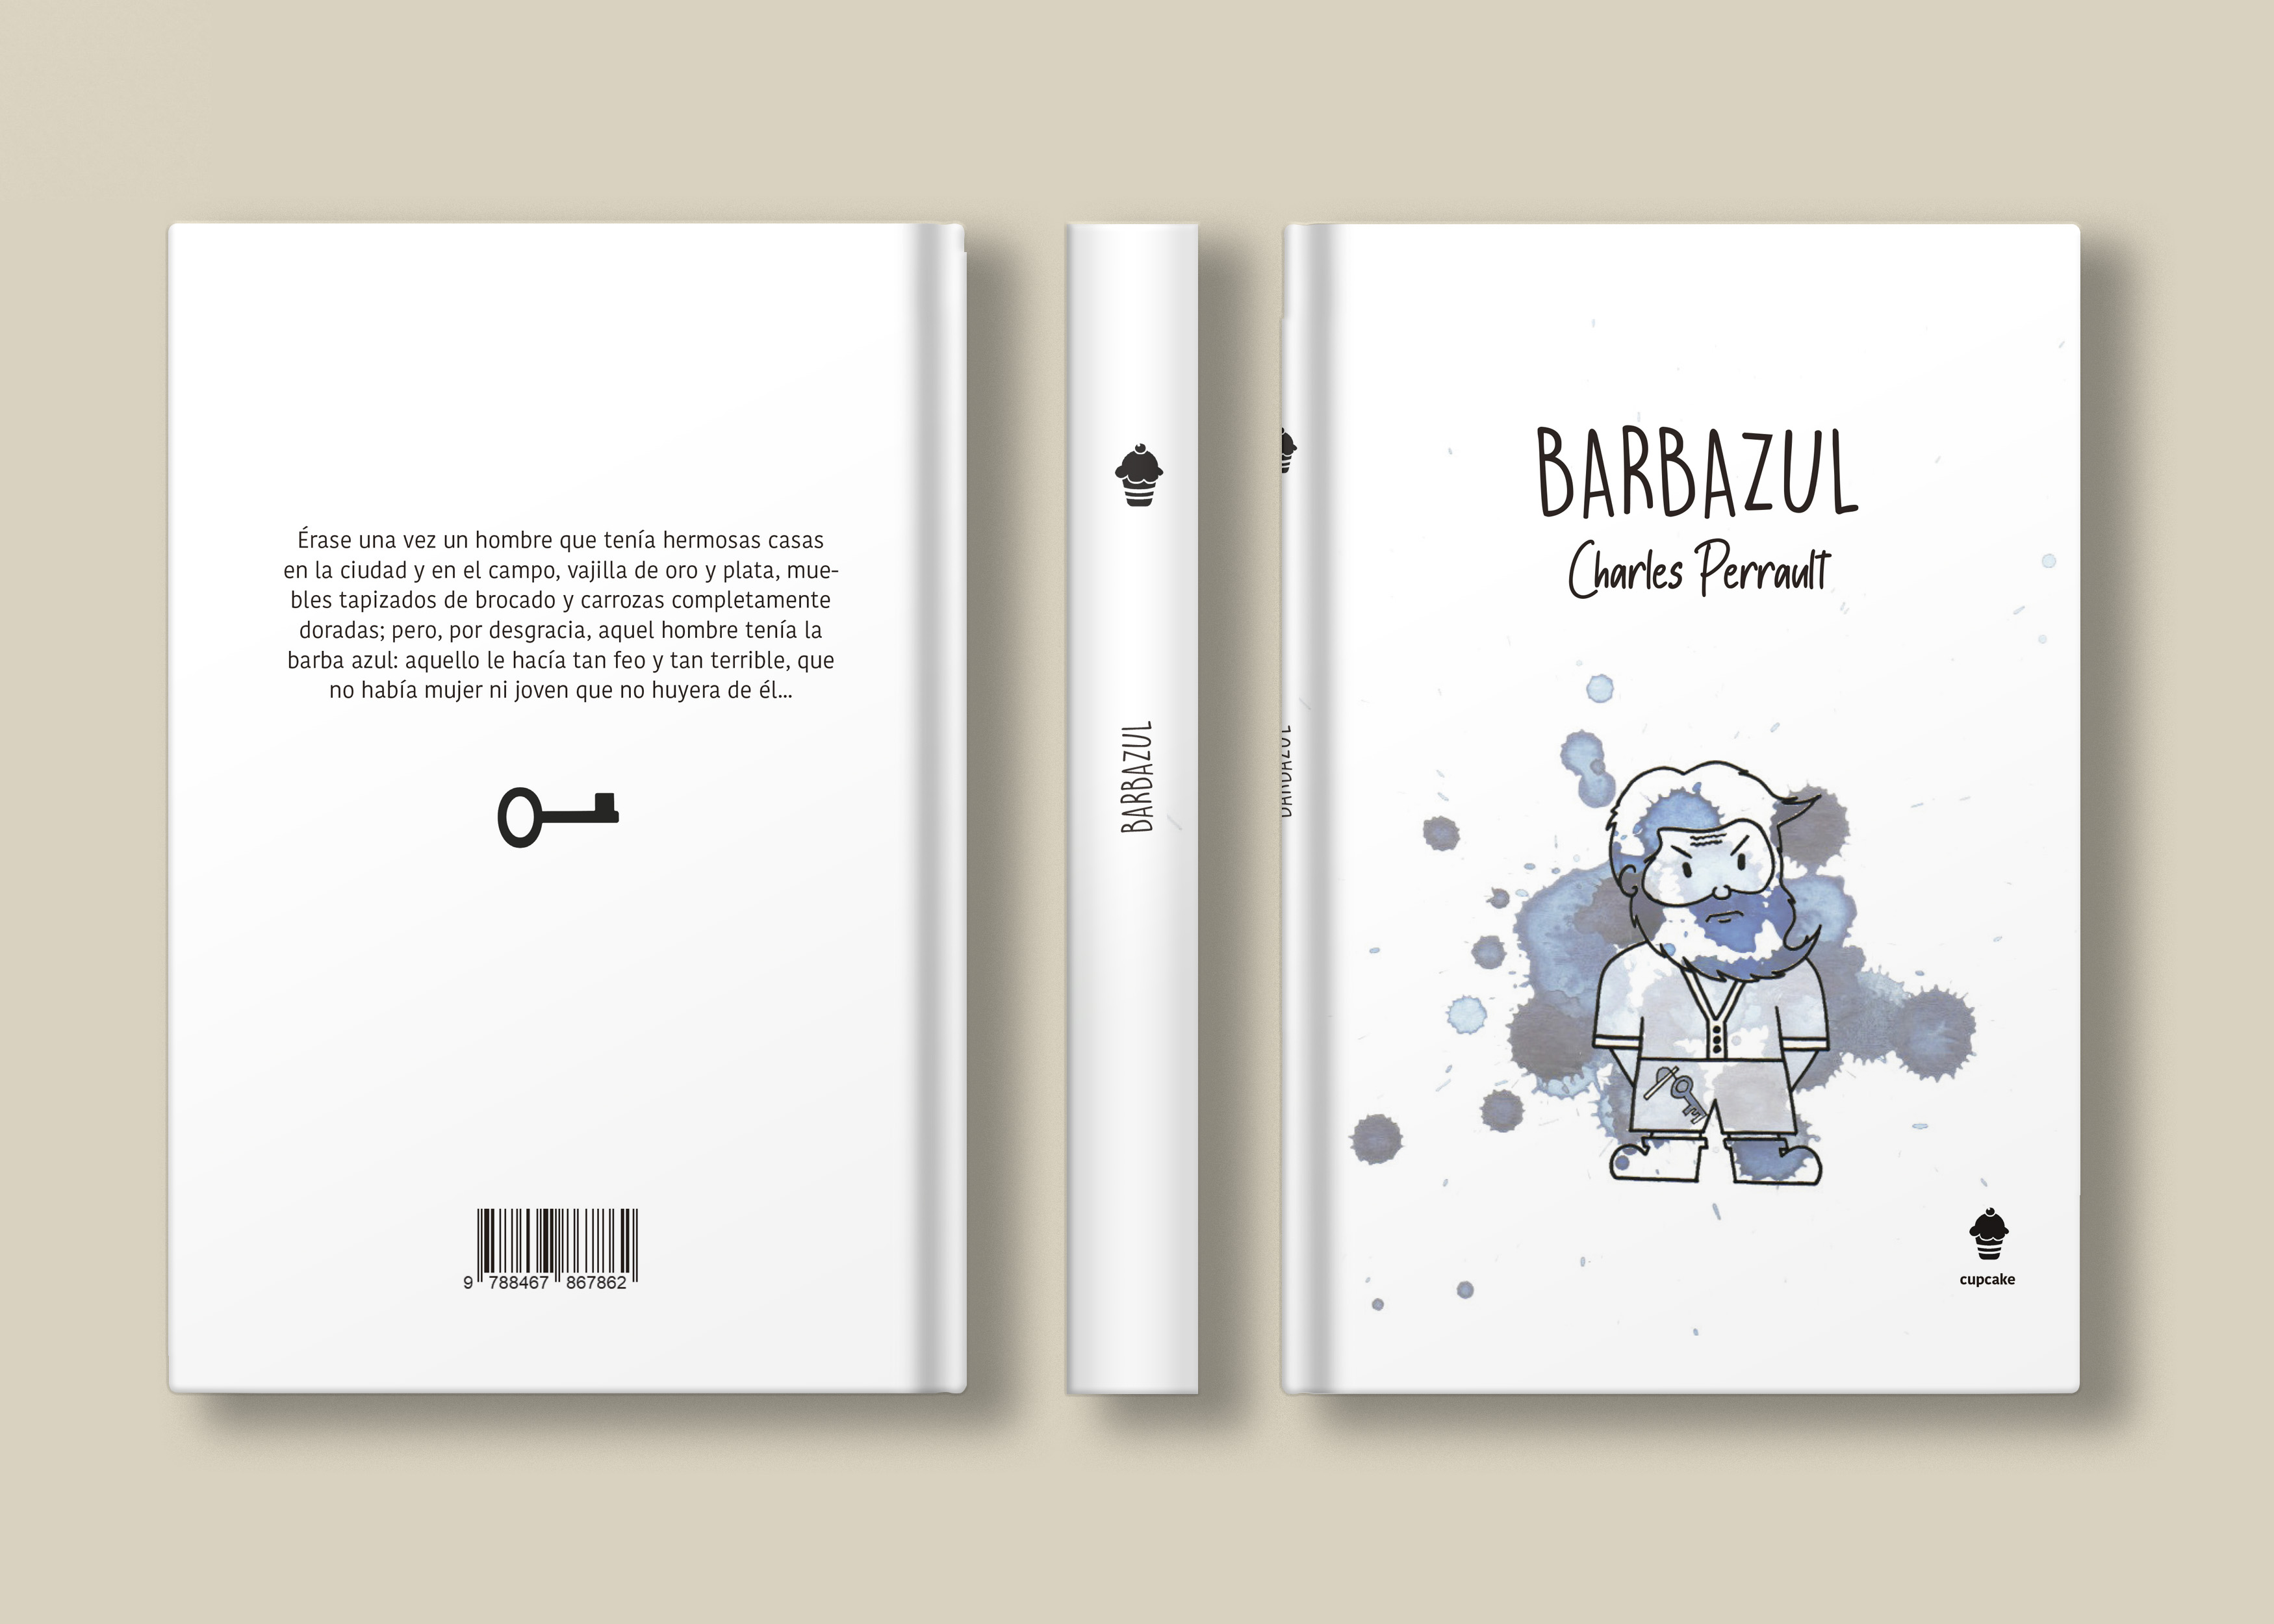 Érase una vez un hombre que tenía hermosas casas
en la ciudad y en el campo, vajilla de oro y plata, mue-
bles tapizados de brocado y carrozas completamente
doradas; pero, por desgracia, aquel hombre tenía la
barba azul: aquello le hacía tan feo y tan terrible, que
no había mujer ni joven que no huyera de él...
9 788467 867862
BARBAZUL
BARBAZUL
BARBAZUL
Charles Perrault
cupcake